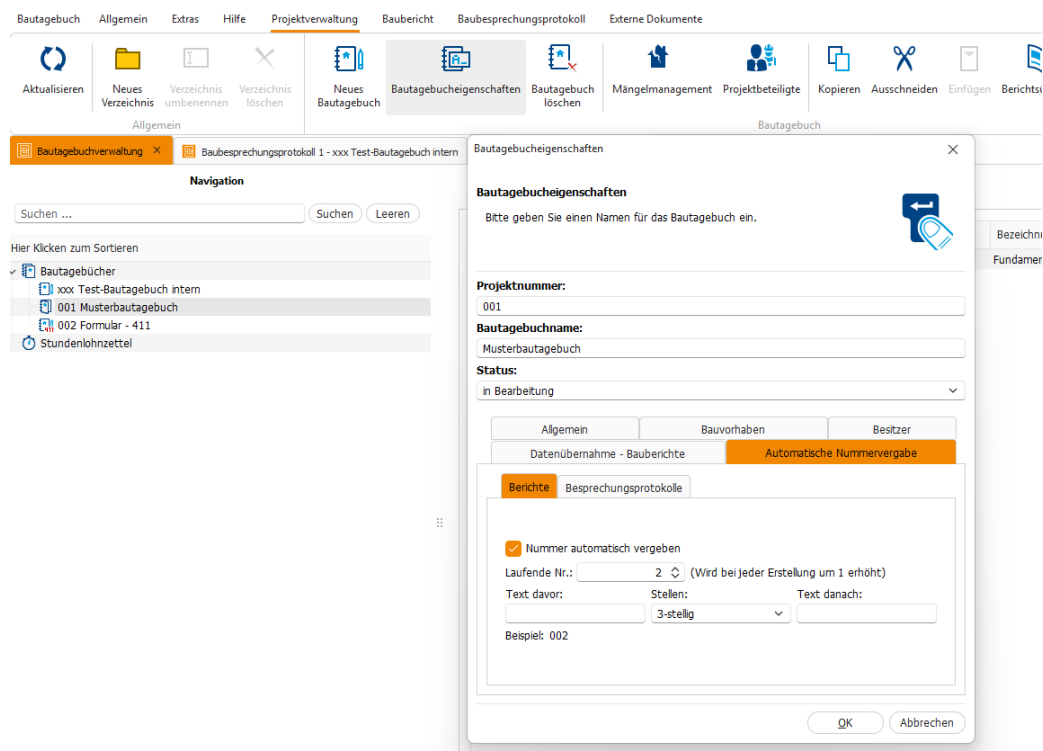 Bautagebuch Allgemein Extras Hilfe Projektverwaltung Baubericht Baubesprechungsprotokoll Externe Dokumente
Aktualisieren Neues Verzeichnis Verzeichnis umbenennen Verzeichnis löschen Neues Bautagebuch Bautagebucheigenschaften Bautagebuch löschen Mängelmanagement Projektbeteiligte Kopieren Ausschneiden Einfügen
Allgemein Bautagebuch
Bautagebuchverwaltung × Baubesprechungsprotokoll 1 - xxx Test-Bautagebuch intern
Navigation
Suchen ... Suchen Leeren
Hier Klicken zum Sortieren
Bautagebücher
xxx Test-Bautagebuch intern
001 Musterbautagebuch
002 Formular - 411
Stundenlohnzettel
Bautagebucheigenschaften
Bautagebucheigenschaften
Bitte geben Sie einen Namen für das Bautagebuch ein.
Projektnummer:
001
Bautagebuchname:
Musterbautagebuch
Status:
in Bearbeitung
Allgemein Bauvorhaben Besitzer
Datenübernahme - Bauberichte Automatische Nummervergabe
Berichte Besprechungsprotokolle
Nummer automatisch vergeben
Laufende Nr.: 2 (Wird bei jeder Erstellung um 1 erhöht)
Text davor: Stellen: Text danach:
3-stellig
Beispiel: 002
OK Abbrechen